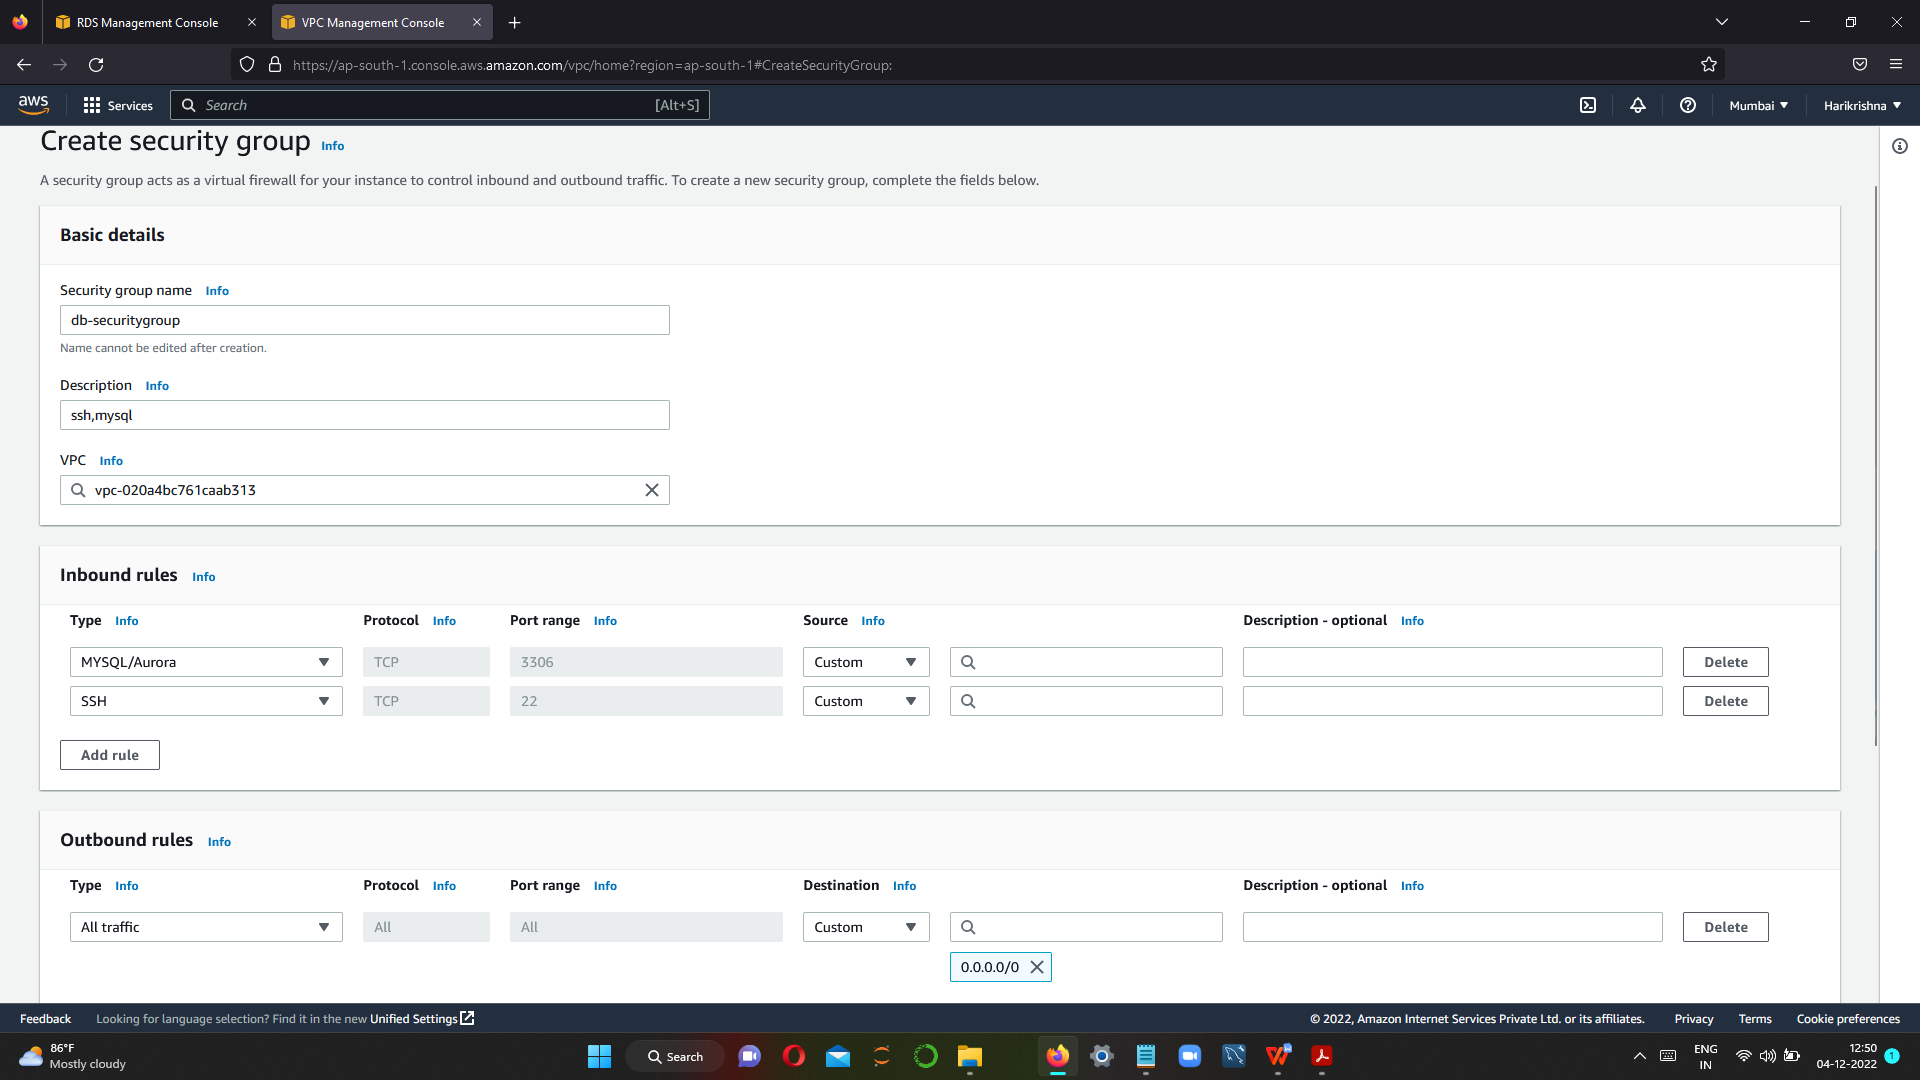 RDS Management Console
VPC Management Console
https://ap-south-1.console.aws.amazon.com/vpc/home?region=ap-south-1#CreateSecurityGroup:
aws
Services
Search [Alt+S]
Mumbai
Harikrishna
Create security group Info
A security group acts as a virtual firewall for your instance to control inbound and outbound traffic. To create a new security group, complete the fields below.
Basic details
Security group name Info
db-securitygroup
Name cannot be edited after creation.
Description Info
ssh,mysql
VPC Info
vpc-020a4bc761caab313
Inbound rules Info
Type Info Protocol Info Port range Info Source Info Description - optional Info
MYSQL/Aurora TCP 3306 Custom Delete
SSH TCP 22 Custom Delete
Add rule
Outbound rules Info
Type Info Protocol Info Port range Info Destination Info Description - optional Info
All traffic All All Custom Delete
0.0.0.0/0
Feedback Looking for language selection? Find it in the new Unified Settings © 2022, Amazon Internet Services Private Ltd. or its affiliates. Privacy Terms Cookie preferences
86°F
Mostly cloudy
Search
ENG
IN
12:50
04-12-2022
1